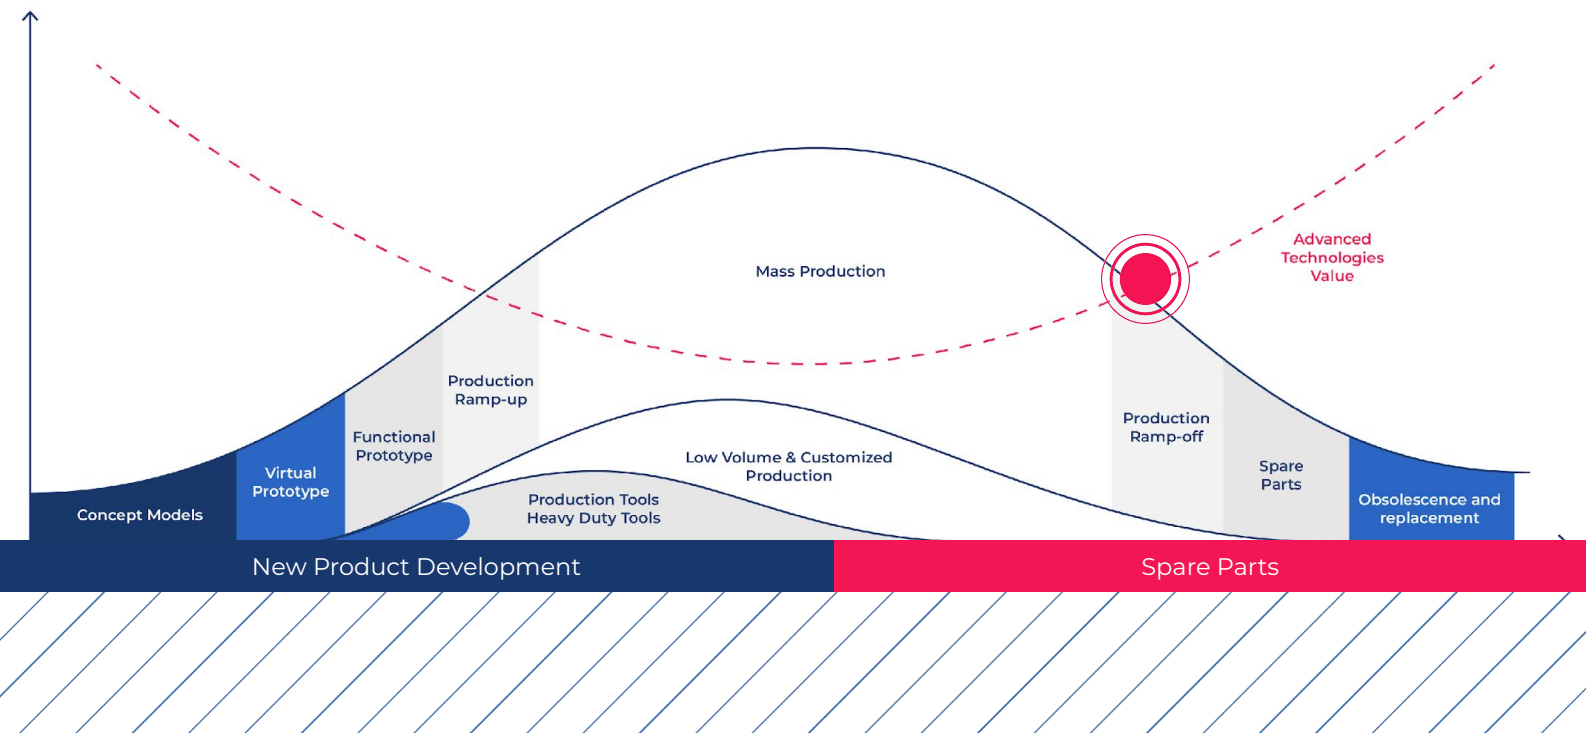 Advanced
Technologies
Value
Mass Production
Production
Ramp-up
Functional
Prototype
Virtual
Prototype
Concept Models
Low Volume & Customized
Production
Production Tools
Heavy Duty Tools
Production
Ramp-off
Spare
Parts
Obsolescence and
replacement
New Product Development
Spare Parts